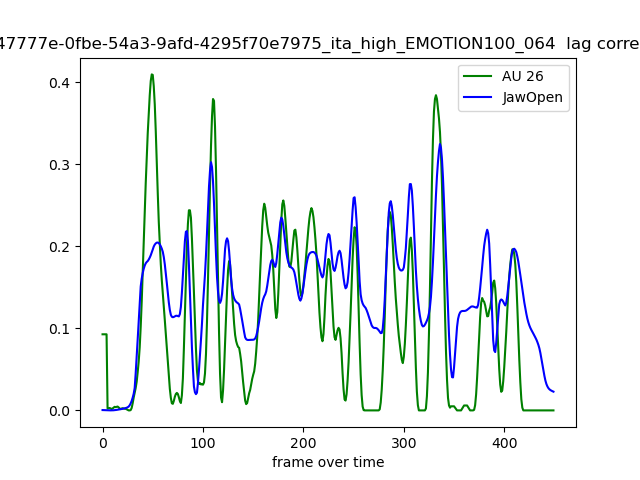 47777e-0fbe-54a3-9afd-4295f70e7975_ita_high_EMOTION100_064 lag corre
AU 26
JawOpen
0.4
0.3
0.2
0.1
0.0
0 100 200 300 400
frame over time